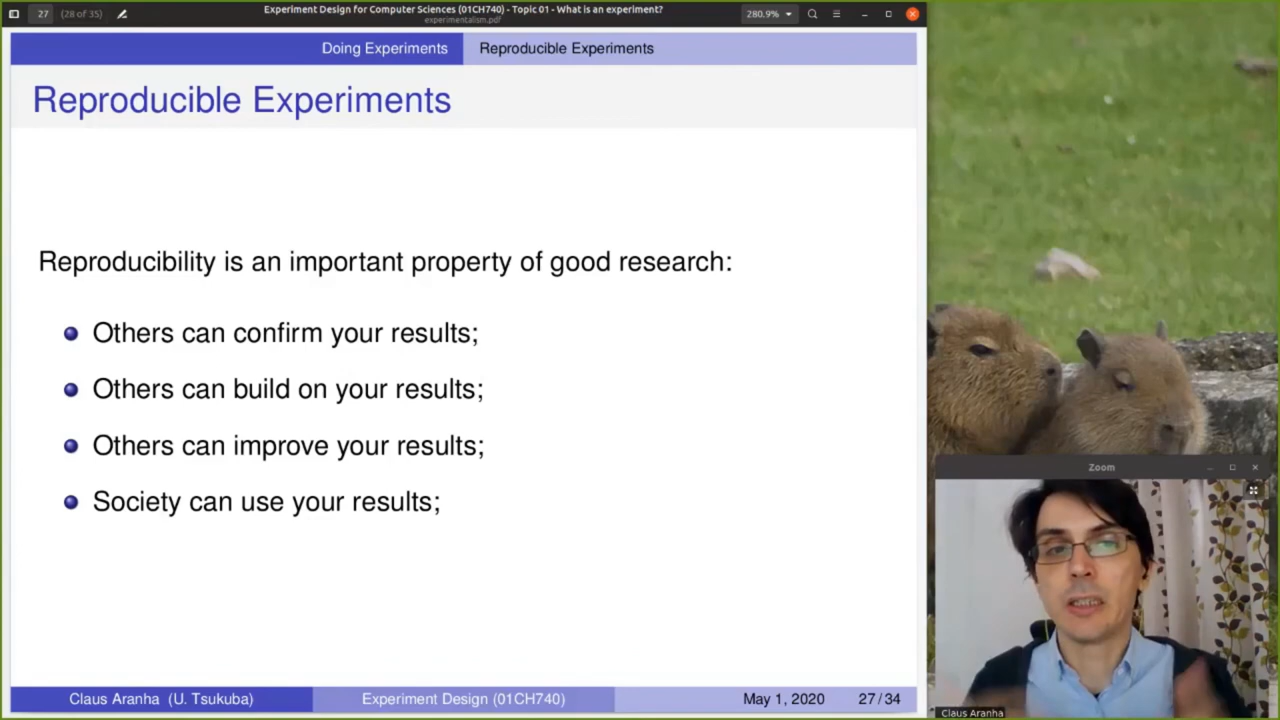 27 (28 of 35) Experiment Design for Computer Sciences (01CH740) - Topic 01 - What is an experiment? 280.9%
experimentalism.pdf
Doing Experiments Reproducible Experiments
Reproducible Experiments
Reproducibility is an important property of good research:
Others can confirm your results;
Others can build on your results;
Others can improve your results;
Society can use your results;
Claus Aranha (U. Tsukuba) Experiment Design (01CH740) May 1, 2020 27/34
Zoom
Claus Aranha